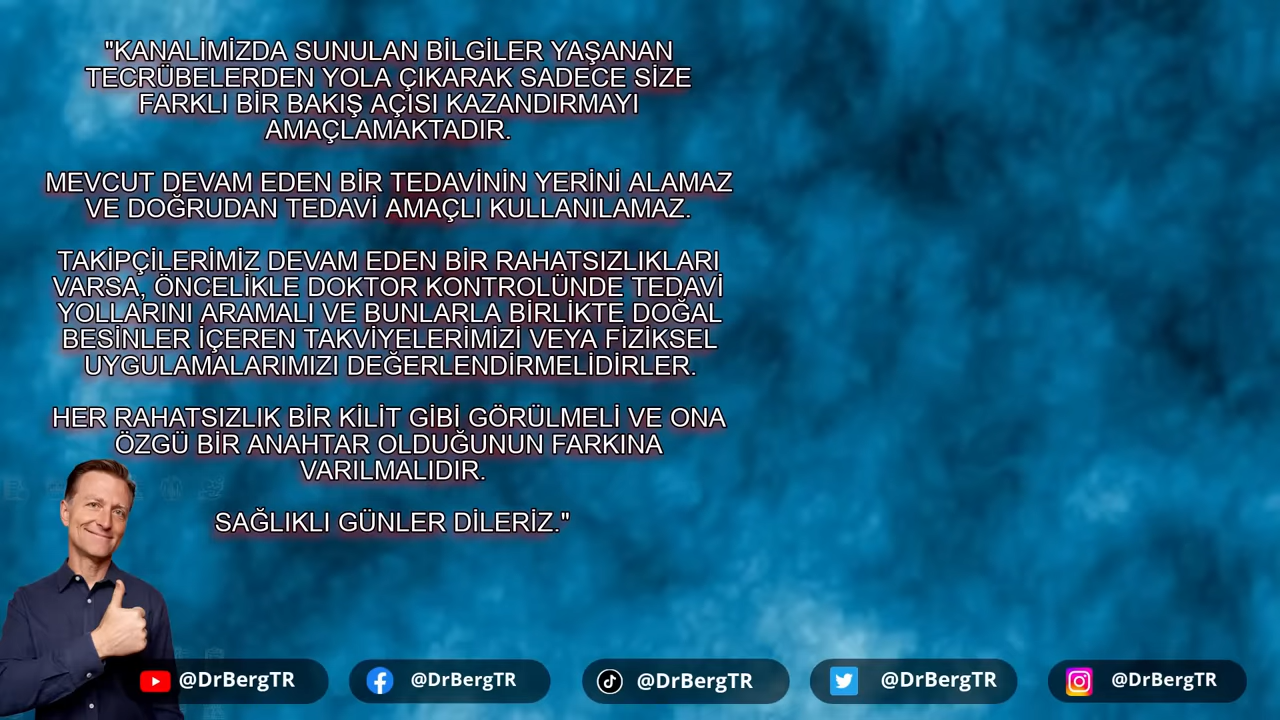 "KANALİMİZDA SUNULAN BİLGİLER YAŞANAN
TECRÜBELERDEN YOLA ÇIKARAK SADECE SİZE
FARKLI BİR BAKIŞ AÇISI KAZANDIRMAYI
AMAÇLAMAKTADIR.
MEVCUT DEVAM EDEN BİR TEDAVİNİN YERİNİ ALAMAZ
VE DOĞRUDAN TEDAVİ AMAÇLI KULLANILAMAZ.
TAKİPÇİLERİMİZ DEVAM EDEN BİR RAHATSIZLIKLARI
VARSA, ÖNCELİKLE DOKTOR KONTROLÜNDE TEDAVİ
YOLLARINI ARAMALI VE BUNLARLA BİRLİKTE DOĞAL
BESİNLER İÇEREN TAKVİYELERİMİZİ VEYA FİZİKSEL
UYGULAMALARIMIZI DEĞERLENDİRMELİDİRLER.
HER RAHATSIZLIK BİR KİLİT GİBİ GÖRÜLMELİ VE ONA
ÖZGÜ BİR ANAHTAR OLDUĞUNUN FARKINA
VARILMALIDIR.
SAĞLIKLI GÜNLER DİLERİZ."
@DrBergTR @DrBergTR @DrBergTR @DrBergTR @DrBergTR